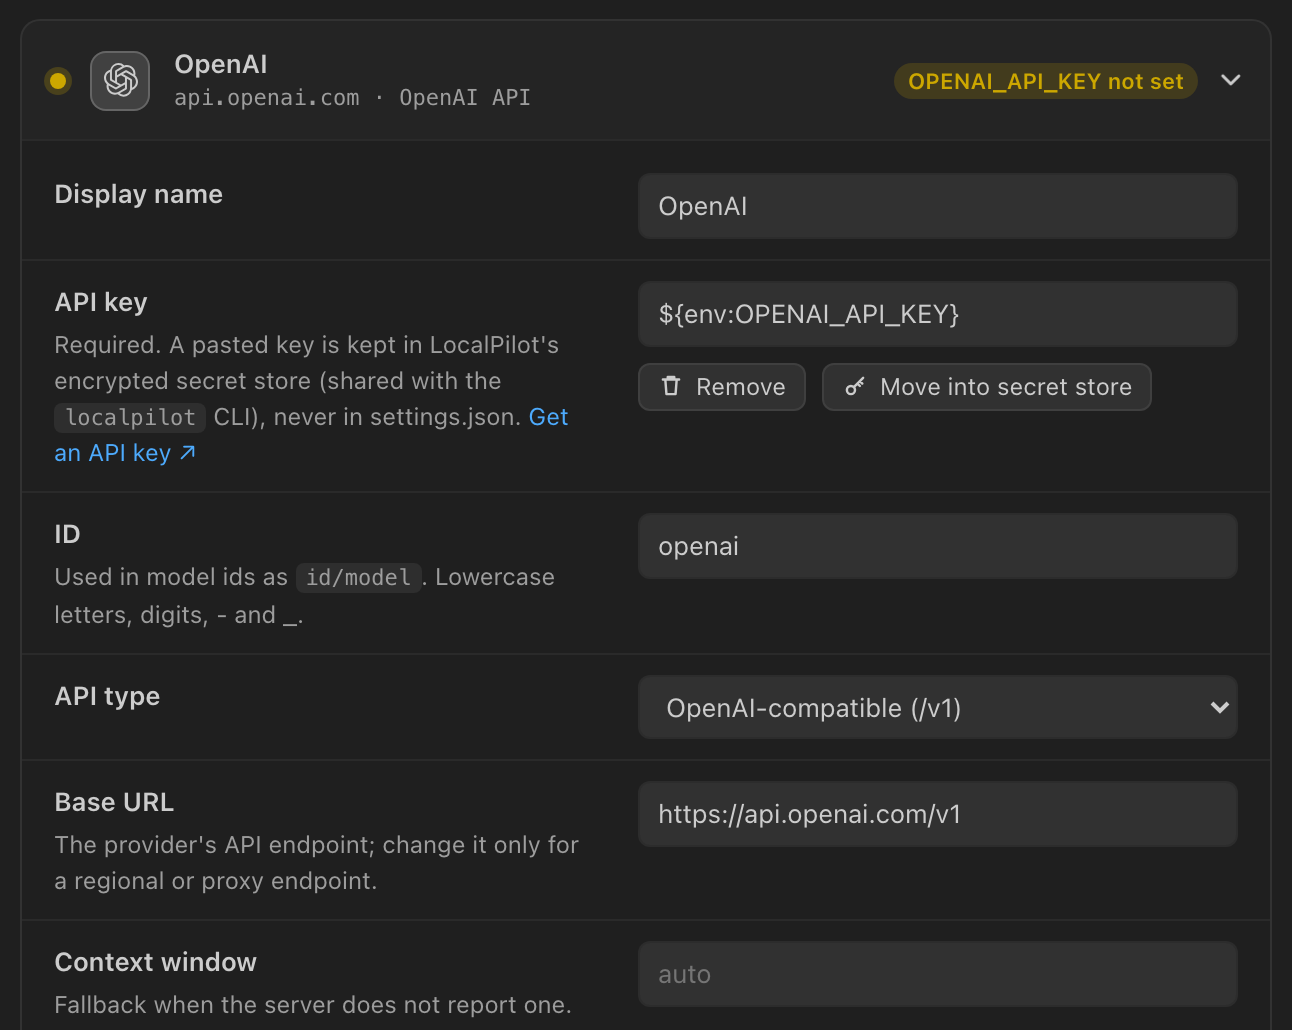 OpenAI
api.openai.com · OpenAI API
OPENAI_API_KEY not set
Display name
OpenAI
API key
Required. A pasted key is kept in LocalPilot's
encrypted secret store (shared with the
localpilot CLI), never in settings.json. Get
an API key ↗
${env:OPENAI_API_KEY}
Remove
Move into secret store
ID
Used in model ids as id/model. Lowercase
letters, digits, - and _.
openai
API type
OpenAI-compatible (/v1)
Base URL
The provider's API endpoint; change it only for
a regional or proxy endpoint.
https://api.openai.com/v1
Context window
Fallback when the server does not report one.
auto